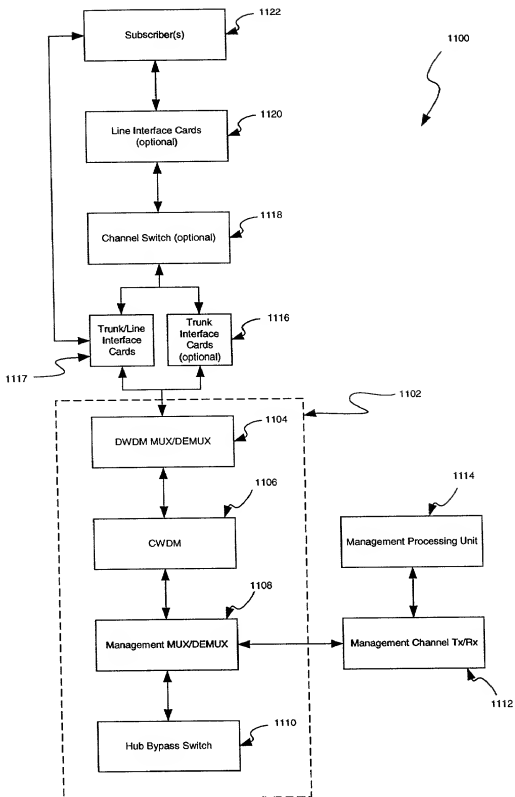 1122
Subscriber(s)
1100
1120
Line Interface Cards
(optional)
1118
Channel Switch (optional)
1116
Trunk/Line
Interface
Cards
Trunk
Interface
Cards
(optional)
1117
1102
1104
DWDM MUX/DEMUX
1106
1114
CWDM
Management Processing Unit
1108
Management MUX/DEMUX
Management Channel Tx/Rx
1112
1110
Hub Bypass Switch